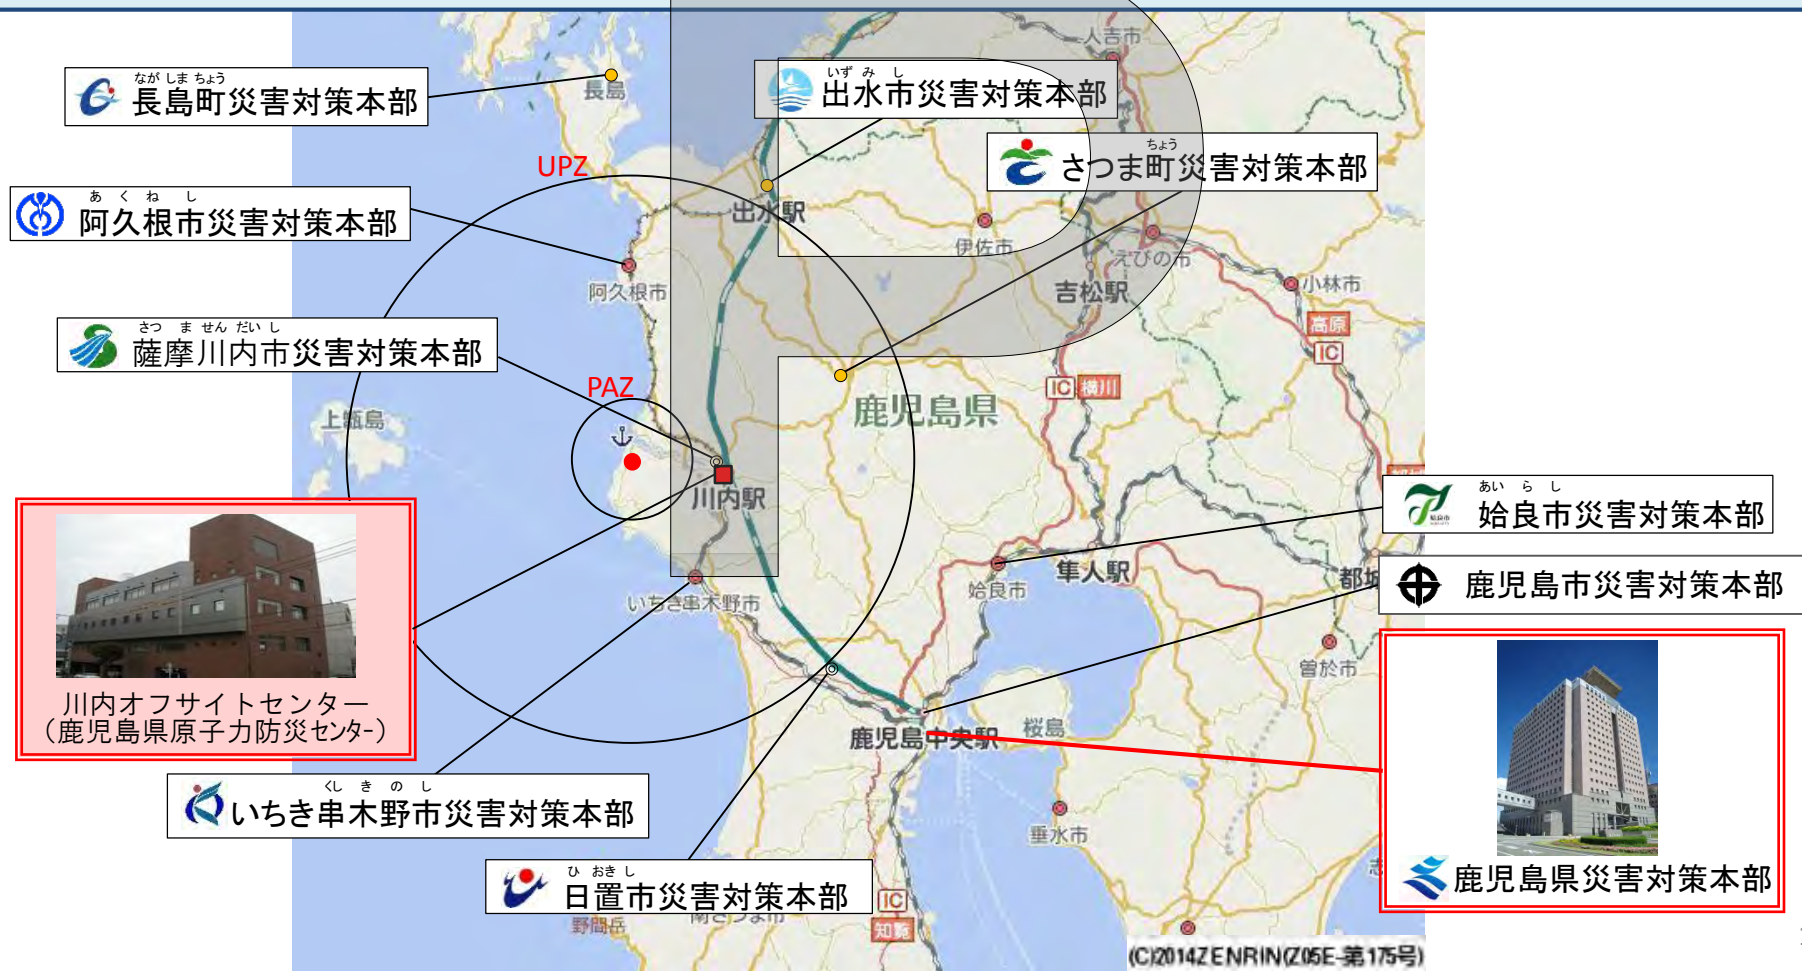 人吉市
なが しま ちょう
長島町災害対策本部
長島
いず み し
出水市災害対策本部
ちょう
さつま町災害対策本部
UPZ
あ く ね し
阿久根市災害対策本部
出水駅
伊佐市
えびの市
阿久根市
吉松駅
小林市
さつ ま せん だい し
薩摩川内市災害対策本部
高原
IC
PAZ
IC 横川
鹿児島県
上甑島
川内駅
あい ら し
姶良市災害対策本部
姶良市
隼人駅
都城
鹿児島市災害対策本部
いちき串木野市
曽於市
川内オフサイトセンター
（鹿児島県原子力防災センター）
鹿児島中央駅
桜島
くし き の し
いちき串木野市災害対策本部
垂水市
ひ おき し
日置市災害対策本部
鹿児島県災害対策本部
IC
知覧
野間岳
(C)2014ZENRIN(Z05E-第175号)